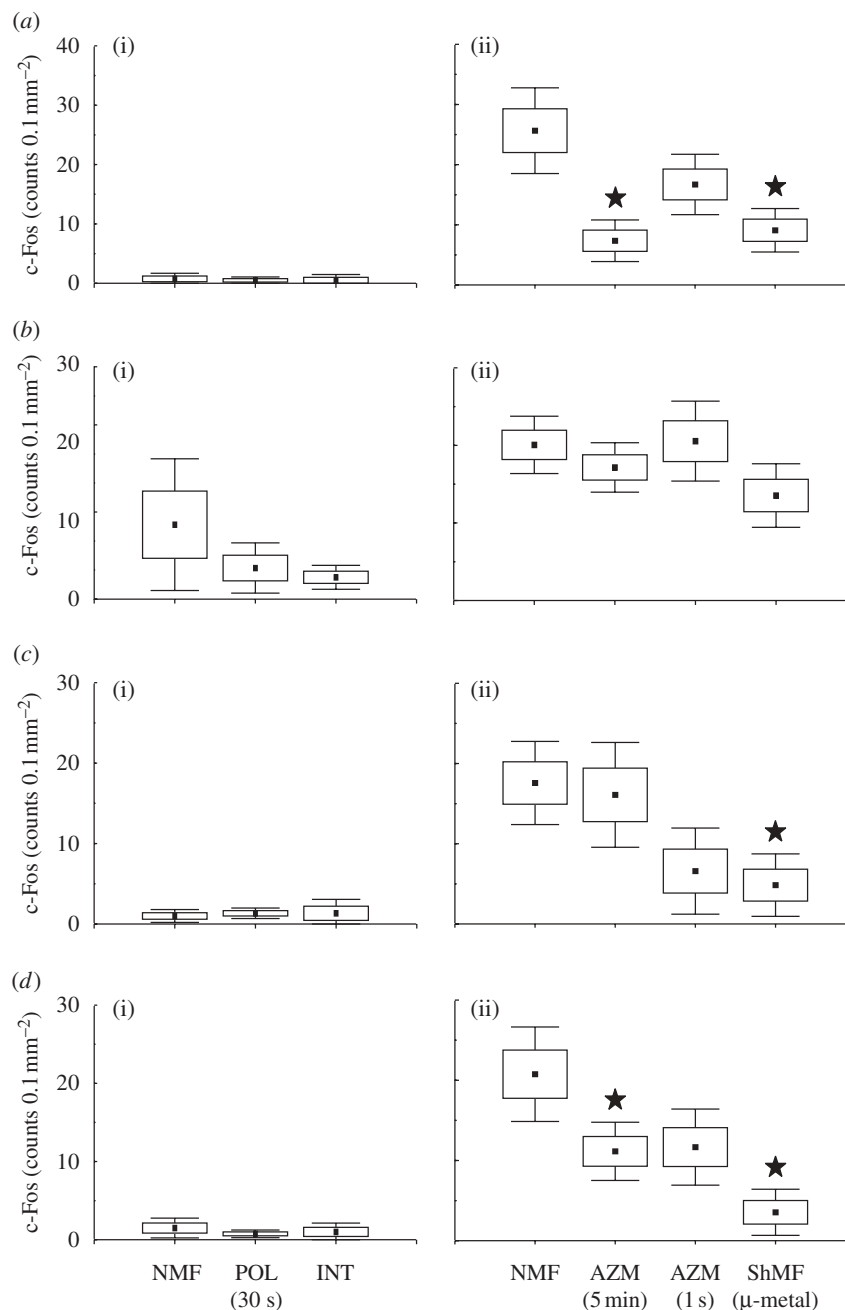 (a)
(i)
(ii)
c-Fos (counts 0.1 mm⁻²)
40
30
20
10
0
(b)
(i)
(ii)
c-Fos (counts 0.1 mm⁻²)
30
20
10
0
(c)
(i)
(ii)
c-Fos (counts 0.1 mm⁻²)
30
20
10
0
(d)
(i)
(ii)
c-Fos (counts 0.1 mm⁻²)
30
20
10
0
NMF POL INT NMF AZM AZM ShMF
(30 s) (5 min) (1 s) (μ-metal)